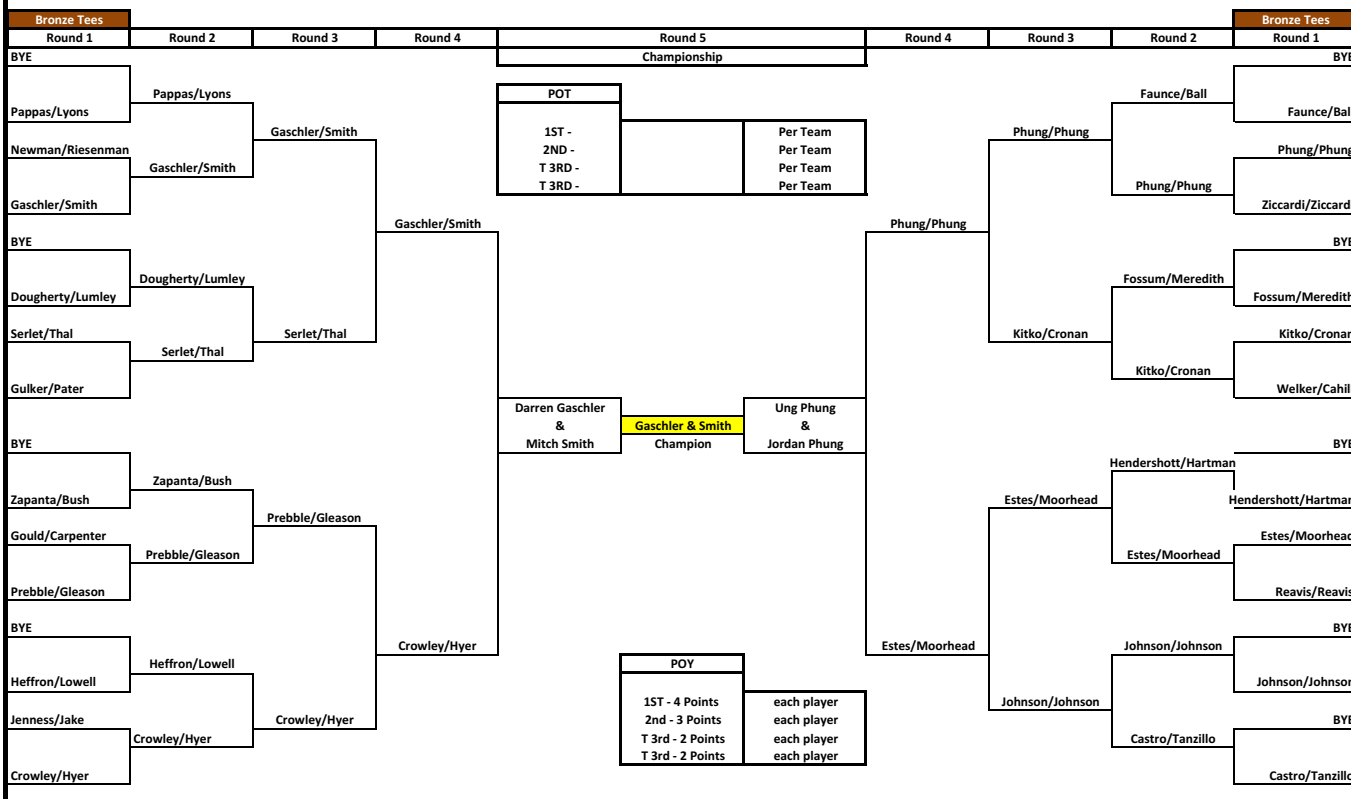 Bronze Tees Bronze Tees
Round 1 Round 2 Round 3 Round 4 Round 5 Round 4 Round 3 Round 2 Round 1
BYE Championship BYE
Pappas/Lyons POT Faunce/Ball
Pappas/Lyons Faunce/Bal
Gaschler/Smith 1ST - Per Team Phung/Phung
Newman/Riesenman 2ND - Per Team Phung/Phung
Gaschler/Smith T 3RD - Per Team
T 3RD - Per Team Phung/Phung
Gaschler/Smith Ziccardi/Ziccardi
Gaschler/Smith Phung/Phung
BYE BYE
Dougherty/Lumley Fossum/Meredith
Dougherty/Lumley Fossum/Meredith
Serlet/Thal Serlet/Thal Kitko/Cronan Kitko/Cronan
Serlet/Thal Kitko/Cronan
Gulker/Pater Welker/Cahil
Darren Gaschler Ung Phung
& Gaschler & Smith &
BYE Mitch Smith Champion Jordan Phung BYE
Hendershott/Hartman
Zapanta/Bush
Zapanta/Bush Estes/Moorhead Hendershott/Hartman
Prebble/Gleason
Gould/Carpenter Estes/Moorhead
Prebble/Gleason Estes/Moorhead
Prebble/Gleason Reavis/Reavis
BYE BYE
Crowley/Hyer Estes/Moorhead Johnson/Johnson
Heffron/Lowell POY
Heffron/Lowell Johnson/Johnson
1ST - 4 Points each player Johnson/Johnson
Jenness/Jake Crowley/Hyer 2nd - 3 Points each player BYE
Crowley/Hyer T 3rd - 2 Points each player Castro/Tanzillo
T 3rd - 2 Points each player
Crowley/Hyer Castro/Tanzillo